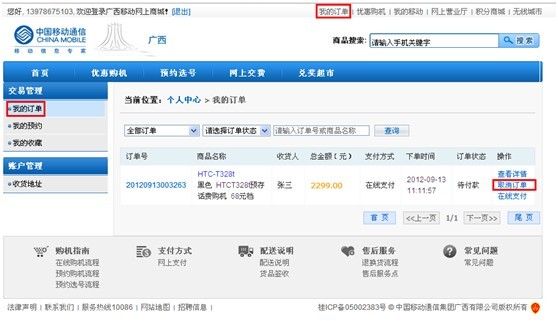 您好, 13978675103, 欢迎登录广西移动网上商城! [退出]
我的订单 | 优惠购机 | 我的移动 | 网上营业厅 | 积分商城 | 无线城市
中国移动通信
CHINA MOBILE
移动信息专家
广西
商品搜索: 请输入手机关键字 搜索
首页 优惠购机 预约选号 网上交费 兑奖超市
交易管理
我的订单
我的预约
我的收藏
账户管理
收货地址
当前位置: 个人中心 > 我的订单
全部订单 请选择订单状态 请输入订单号或商品名称 查询
订单号 商品名称 收货人 总金额(元) 支付方式 下单时间 订单状态 操作
20120913003263 HTC-T328t 黑色 HTCT328t预存话费购机 68元档 张三 2299.00 在线支付 2012-09-13 11:11:57 待付款 查看详情 取消订单 在线支付
首 页 <<上一页 1/1 下一页>> 尾 页
购机指南
在线购机流程
预约购机流程
预约选号流程
支付方式
网上支付
配送说明
配送说明
货品签收
售后服务
退换货流程
售后服务点
常见问题
常见问题
法律声明 | 联系我们 | 服务热线10086 | 网站地图 | 招聘信息 |
桂ICP备05002383号 © 中国移动通信集团广西有限公司版权所有